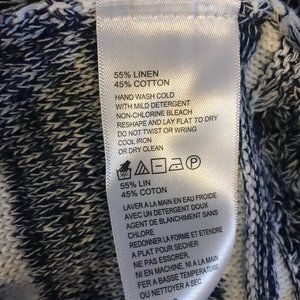 55% LINEN
45% COTTON
HAND WASH COLD
WITH MILD DETERGENT
NON-CHLORINE BLEACH
RESHAPE AND LAY FLAT TO DRY
DO NOT TWIST OR WRING
COOL IRON
OR DRY CLEAN
P
55% LIN
45% COTON
LAVER A LA MAIN EN EAU FROIDE
AVEC UN DETERGENT DOUX
AGENT DE BLANCHIMENT SANS
CHLORE
REDONNER LA FORME ET ETENDRE
A PLAT POUR SECHER
NE PAS ESSORER,
NI EN MACHINE, NI A LA MAIN
FER A BASSE TEMPERATURE
OU NETTOYER A SEC